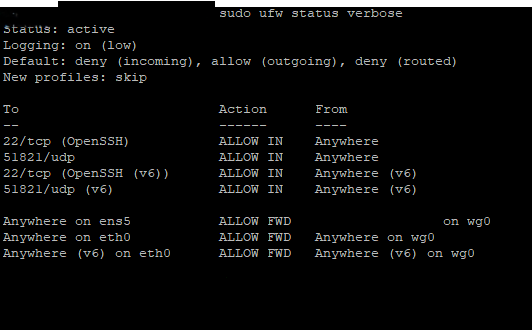 sudo ufw status verbose
Status: active
Logging: on (low)
Default: deny (incoming), allow (outgoing), deny (routed)
New profiles: skip
To Action From
-- ------ ----
22/tcp (OpenSSH) ALLOW IN Anywhere
51821/udp ALLOW IN Anywhere
22/tcp (OpenSSH (v6)) ALLOW IN Anywhere (v6)
51821/udp (v6) ALLOW IN Anywhere (v6)
Anywhere on ens5 ALLOW FWD on wg0
Anywhere on eth0 ALLOW FWD Anywhere on wg0
Anywhere (v6) on eth0 ALLOW FWD Anywhere (v6) on wg0